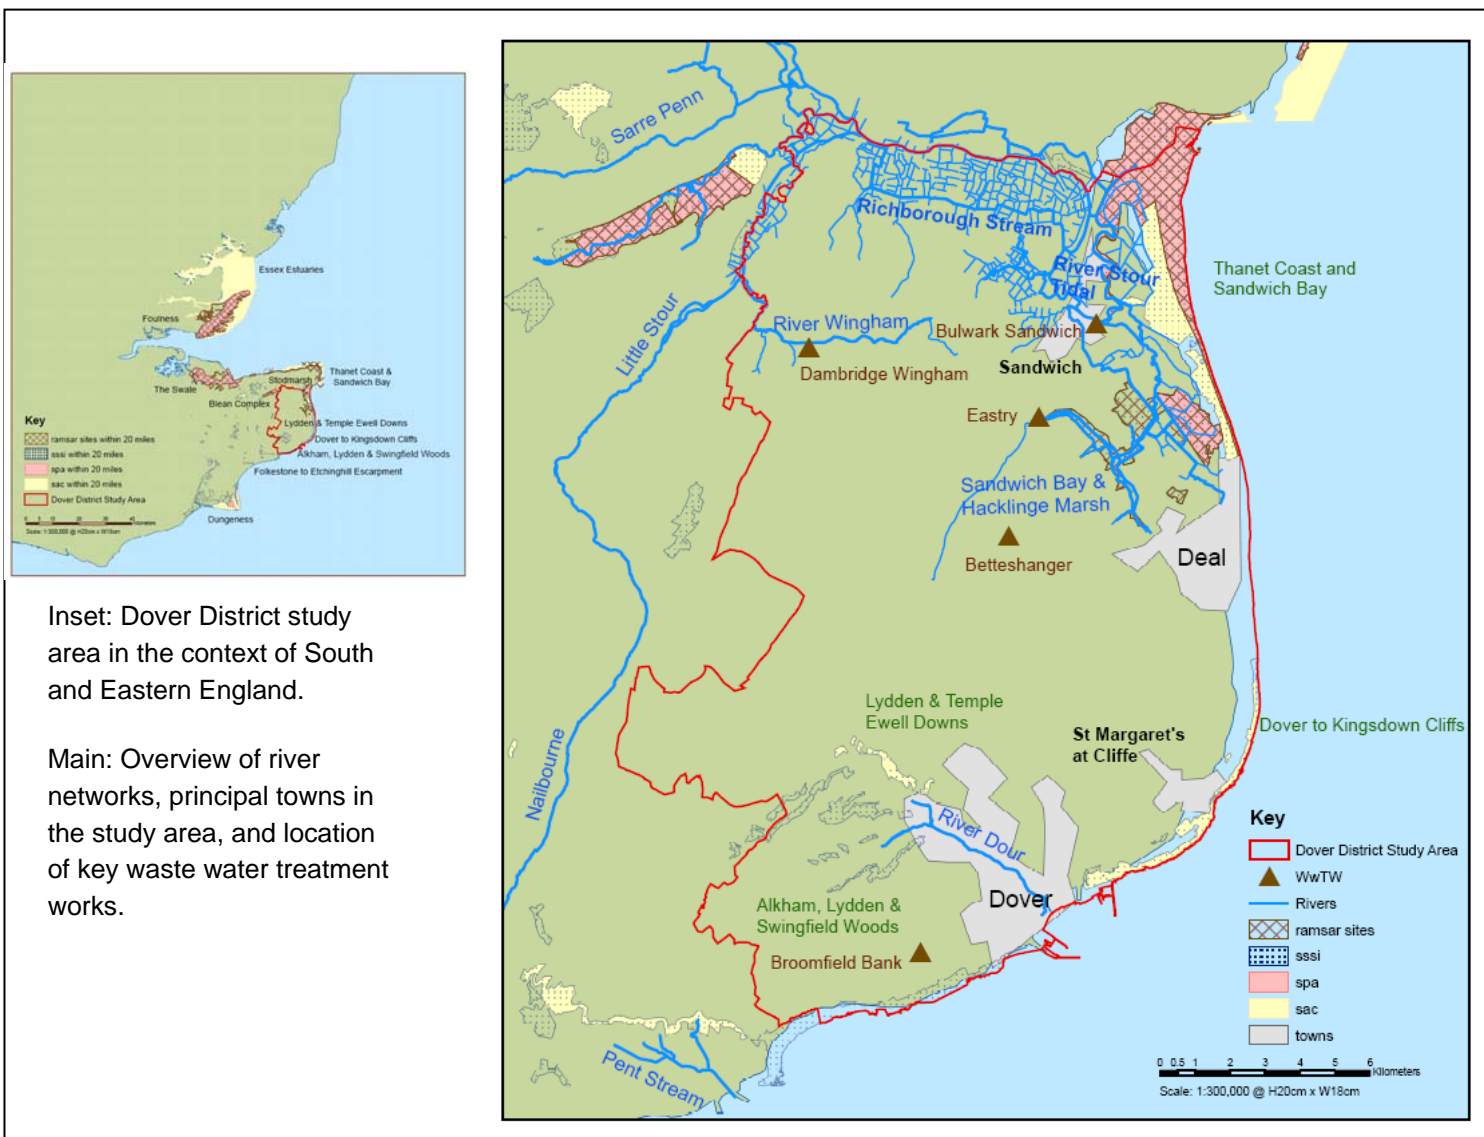 Essex Estuaries
Foulness
The Swale
Stodmarsh
Thanet Coast &
Sandwich Bay
Blean Complex
Lydden & Temple Ewell Downs
Dover to Kingsdown Cliffs
Alkham, Lydden & Swingfield Woods
Folkestone to Etchinghill Escarpment
Dungeness
Key
ramsar sites within 20 miles
sssi within 20 miles
spa within 20 miles
sac within 20 miles
Dover District Study Area
Scale: 1:300,000 @ H20cm x W18cm
Inset: Dover District study
area in the context of South
and Eastern England.
Main: Overview of river
networks, principal towns in
the study area, and location
of key waste water treatment
works.
Sarre Penn
Richborough Stream
River Stour
Tidal
Thanet Coast and
Sandwich Bay
Little Stour
River Wingham
Bulwark Sandwich
Sandwich
Dambridge Wingham
Eastry
Sandwich Bay &
Hacklinge Marsh
Betteshanger
Deal
Nailbourne
Lydden & Temple
Ewell Downs
St Margaret's
at Cliffe
Dover to Kingsdown Cliffs
River Dour
Dover
Alkham, Lydden &
Swingfield Woods
Broomfield Bank
Pent Stream
Key
Dover District Study Area
WwTW
Rivers
ramsar sites
sssi
spa
sac
towns
0 0.5 1 2 3 4 5 6
Kilometers
Scale: 1:300,000 @ H20cm x W18cm